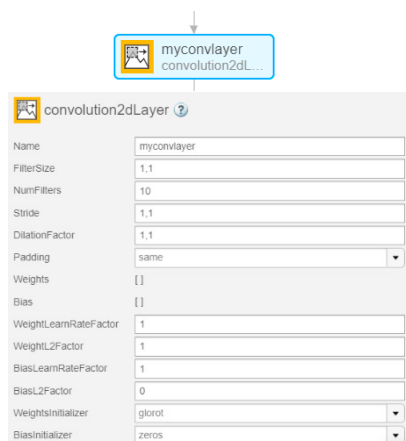 myconvlayer
convolution2dL...
convolution2dLayer ?
Name myconvlayer
FilterSize 1,1
NumFilters 10
Stride 1,1
DilationFactor 1,1
Padding same
Weights []
Bias []
WeightLearnRateFactor 1
WeightL2Factor 1
BiasLearnRateFactor 1
BiasL2Factor 0
WeightsInitializer glorot
BiasInitializer zeros